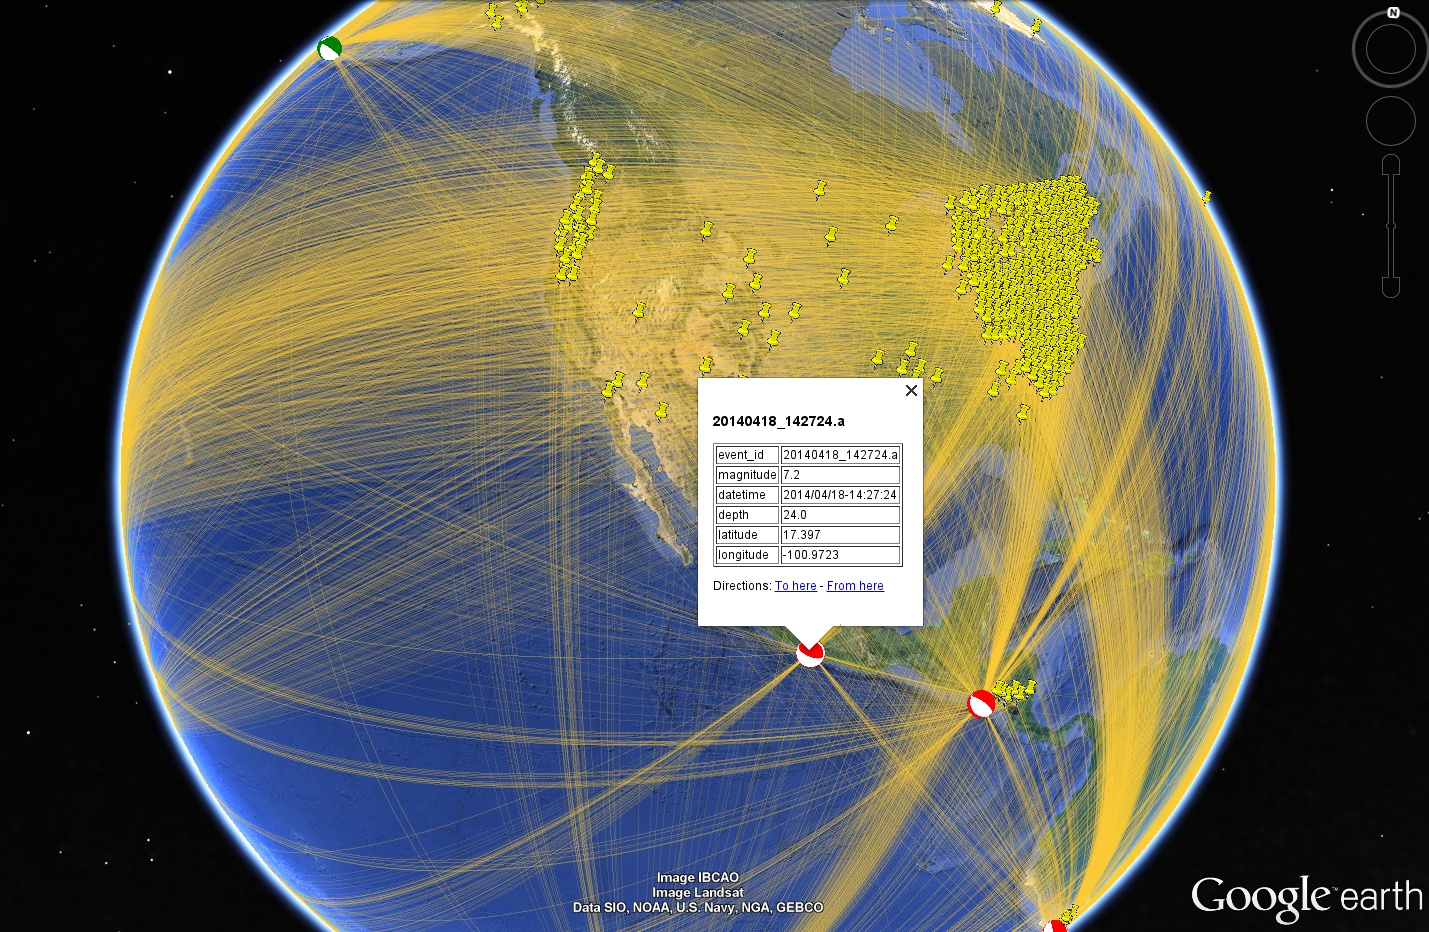 N
20140418_142724.a
event_id 20140418_142724.a
magnitude 7.2
datetime 2014/04/18-14:27:24
depth 24.0
latitude 17.397
longitude -100.9723
Directions: To here - From here
Image IBCAO
Image Landsat
Data SIO, NOAA, U.S. Navy, NGA, GEBCO
Google™ earth